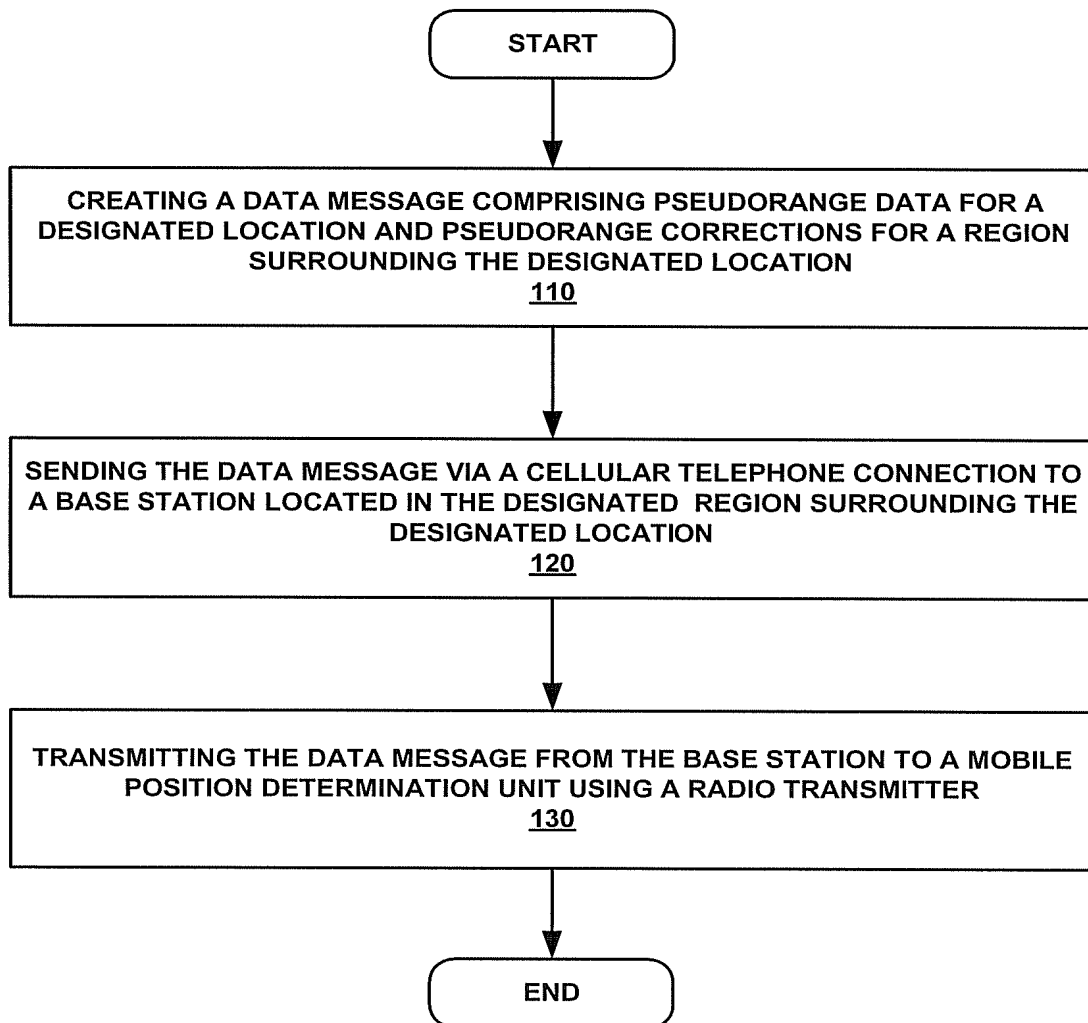 START
CREATING A DATA MESSAGE COMPRISING PSEUDORANGE DATA FOR A
DESIGNATED LOCATION AND PSEUDORANGE CORRECTIONS FOR A REGION
SURROUNDING THE DESIGNATED LOCATION
110
SENDING THE DATA MESSAGE VIA A CELLULAR TELEPHONE CONNECTION TO
A BASE STATION LOCATED IN THE DESIGNATED REGION SURROUNDING THE
DESIGNATED LOCATION
120
TRANSMITTING THE DATA MESSAGE FROM THE BASE STATION TO A MOBILE
POSITION DETERMINATION UNIT USING A RADIO TRANSMITTER
130
END